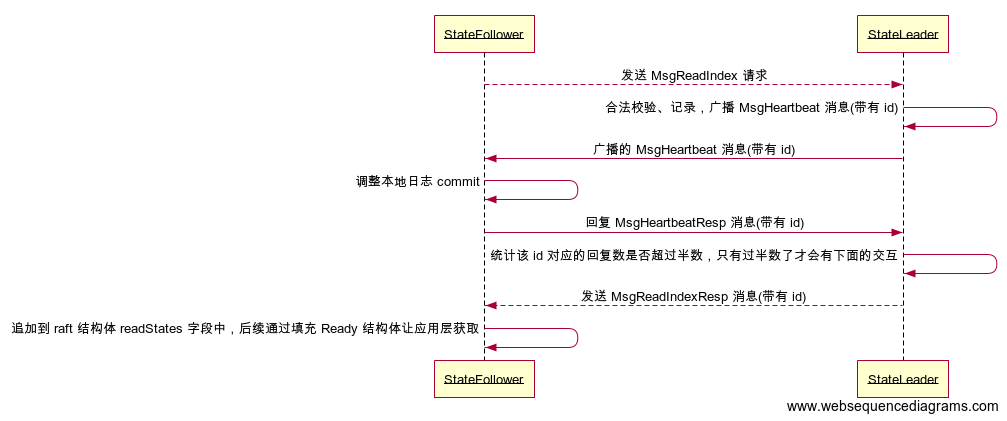 StateFollower
StateLeader
发送 MsgReadIndex 请求
合法校验、记录，广播 MsgHeartbeat 消息(带有 id)
广播的 MsgHeartbeat 消息(带有 id)
调整本地日志 commit
回复 MsgHeartbeatResp 消息(带有 id)
统计该 id 对应的回复数是否超过半数，只有过半数了才会有下面的交互
发送 MsgReadIndexResp 消息(带有 id)
追加到 raft 结构体 readStates 字段中，后续通过填充 Ready 结构体让应用层获取
StateFollower
StateLeader
www.websequencediagrams.com